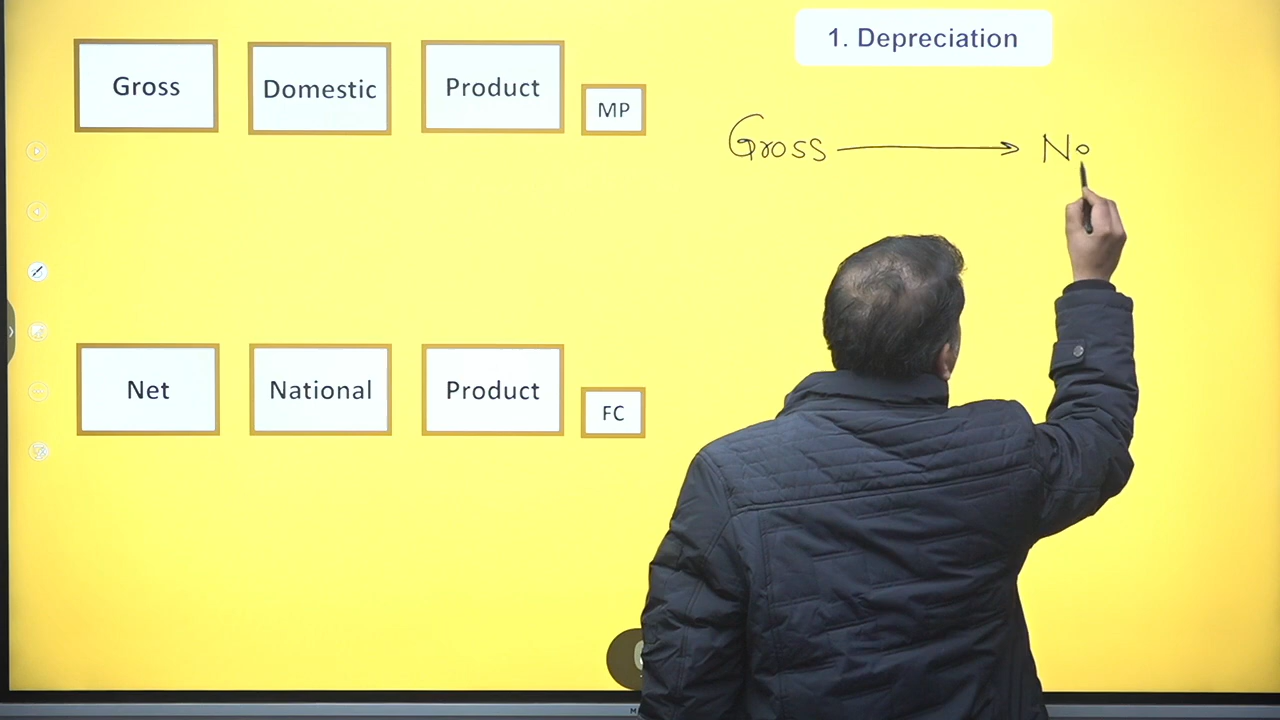 1. Depreciation
Gross Domestic Product MP
Gross → No
Net National Product FC